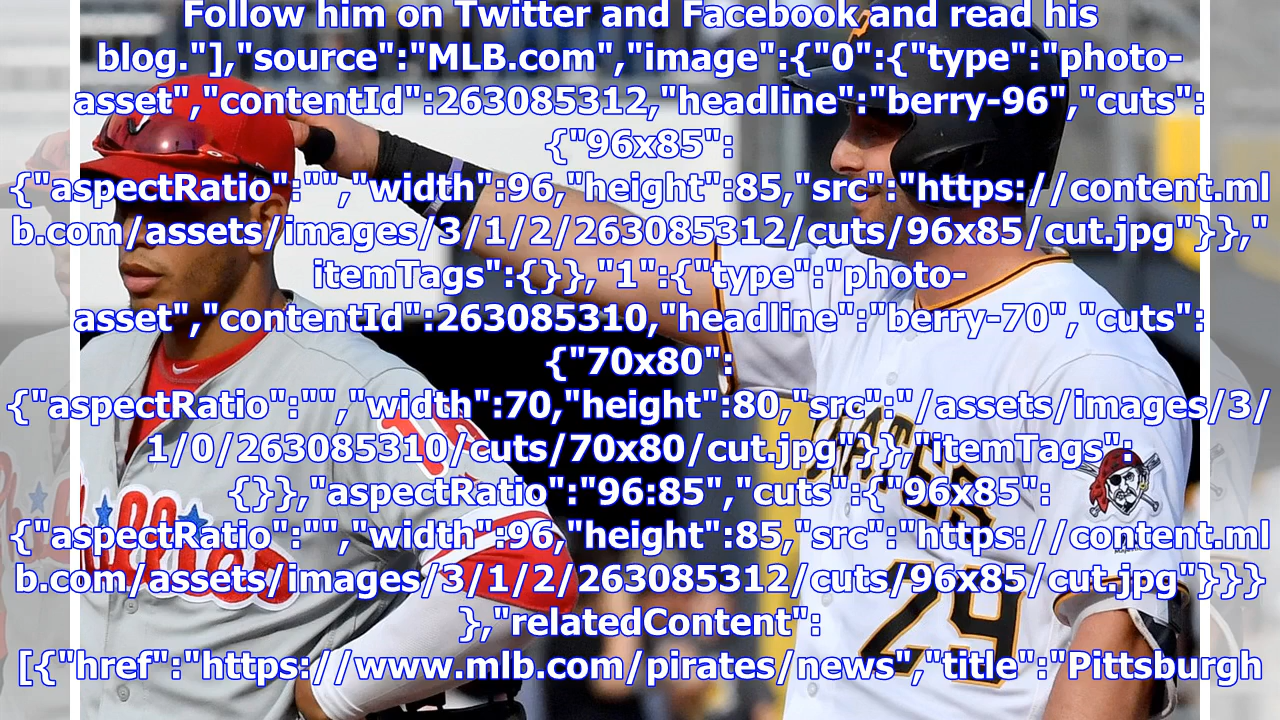 Follow him on Twitter and Facebook and read his
blog."],"source":"MLB.com","image":{"0":{"type":"photo-
asset","contentId":263085312,"headline":"berry-96","cuts":
{"96x85":
{"aspectRatio":"","width":96,"height":85,"src":"https://content.ml
b.com/assets/images/3/1/2/263085312/cuts/96x85/cut.jpg"}},"
itemTags":{}},"1":{"type":"photo-
asset","contentId":263085310,"headline":"berry-70","cuts":
{"70x80":
{"aspectRatio":"","width":70,"height":80,"src":"/assets/images/3/
1/0/263085310/cuts/70x80/cut.jpg"}},"itemTags":
{}},"aspectRatio":"96:85","cuts":{"96x85":
{"aspectRatio":"","width":96,"height":85,"src":"https://content.ml
b.com/assets/images/3/1/2/263085312/cuts/96x85/cut.jpg"}}}
},"relatedContent":
[{"href":"https://www.mlb.com/pirates/news","title":"Pittsburgh
Phillies
29